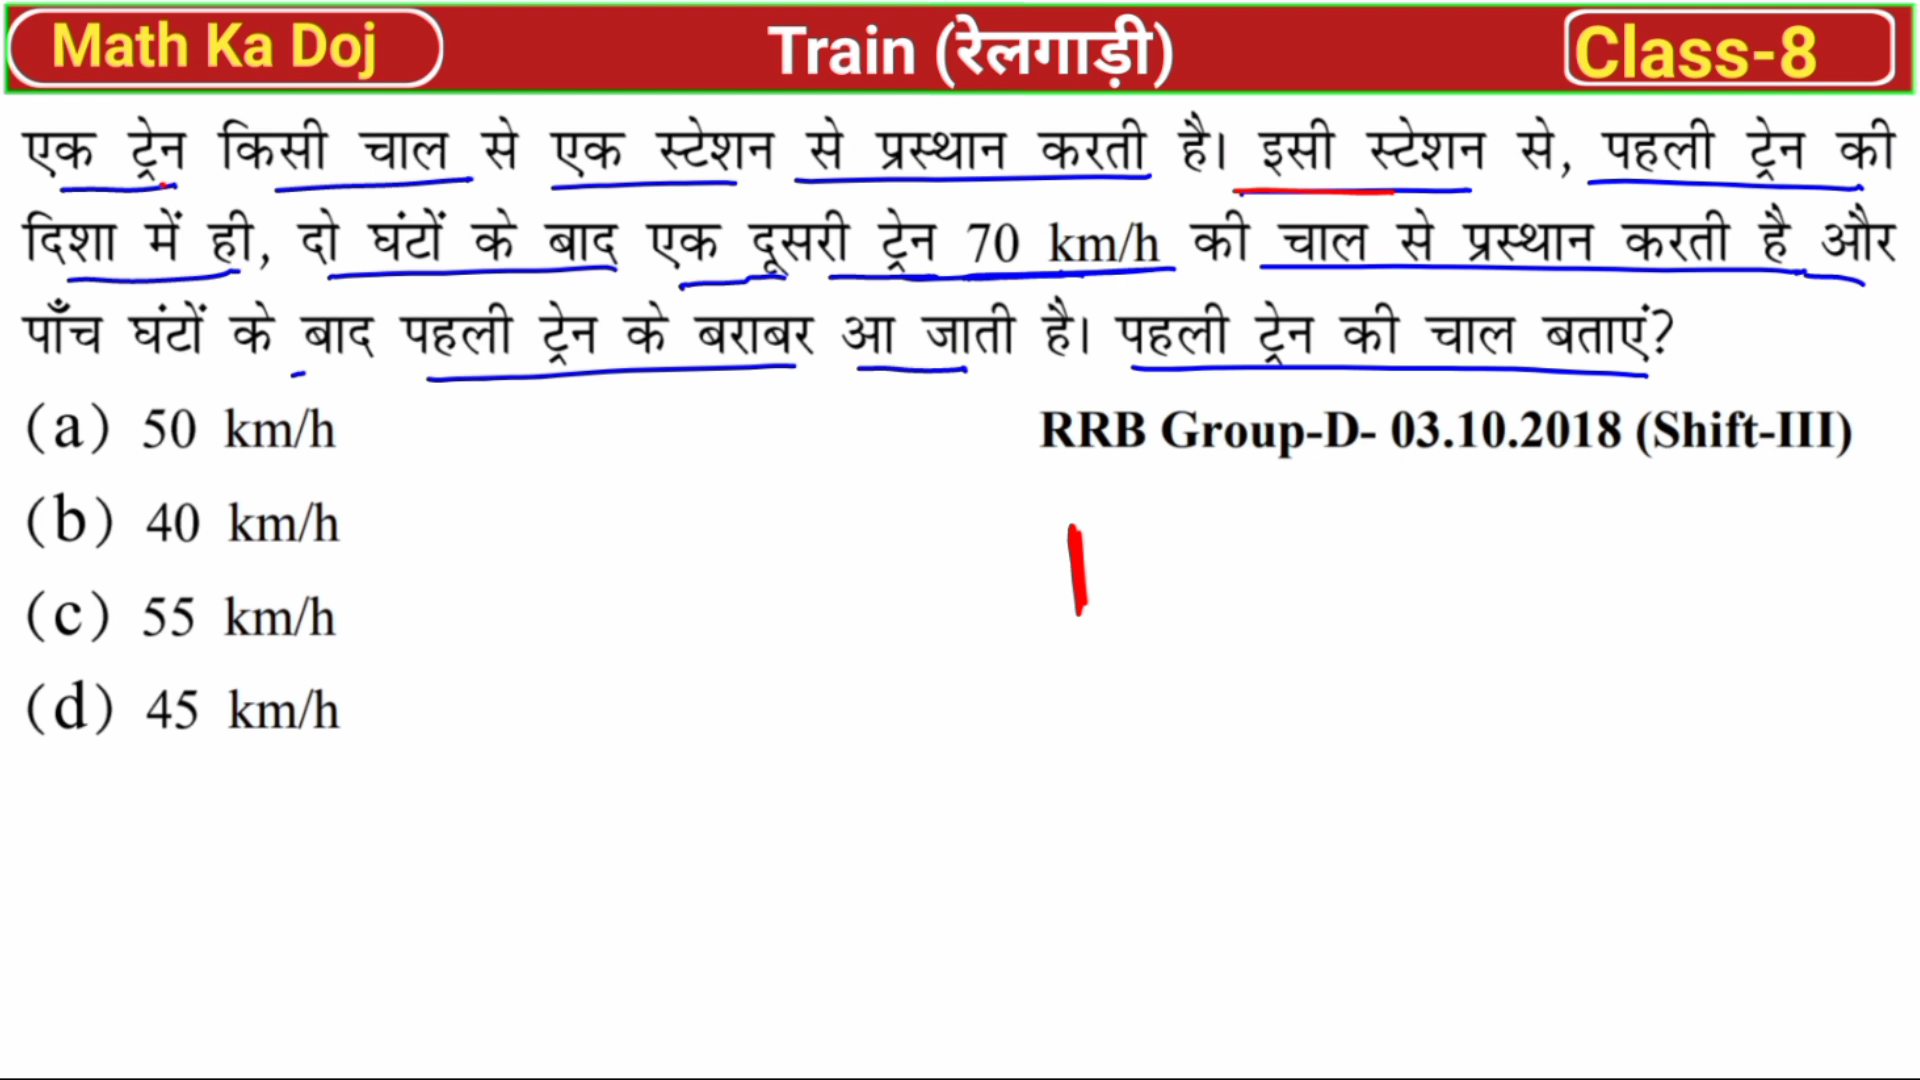 Math Ka Doj
Train (रेलगाड़ी)
Class-8
एक ट्रेन किसी चाल से एक स्टेशन से प्रस्थान करती है। इसी स्टेशन से, पहली ट्रेन की
दिशा में ही, दो घंटों के बाद एक दूसरी ट्रेन 70 km/h की चाल से प्रस्थान करती है और
पाँच घंटों के बाद पहली ट्रेन के बराबर आ जाती है। पहली ट्रेन की चाल बताएं?
(a) 50 km/h
RRB Group-D- 03.10.2018 (Shift-III)
(b) 40 km/h
(c) 55 km/h
(d) 45 km/h